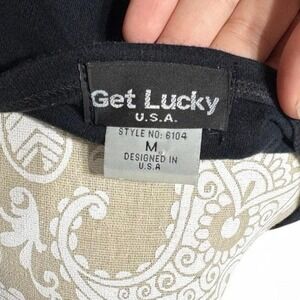 Get Lucky
U.S.A.
STYLE NO: 6104
M
DESIGNED IN
U.S.A